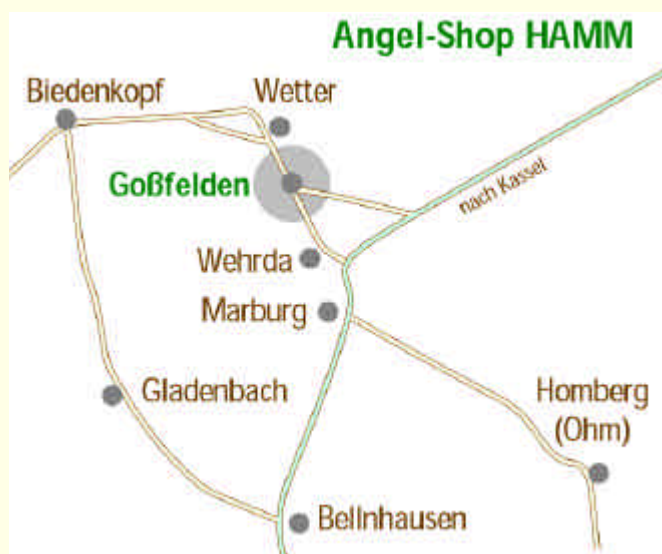 Angel-Shop HAMM
Biedenkopf
Wetter
Goßfelden
nach Kassel
Wehrda
Marburg
Gladenbach
Homberg
(Ohm)
Bellnhausen